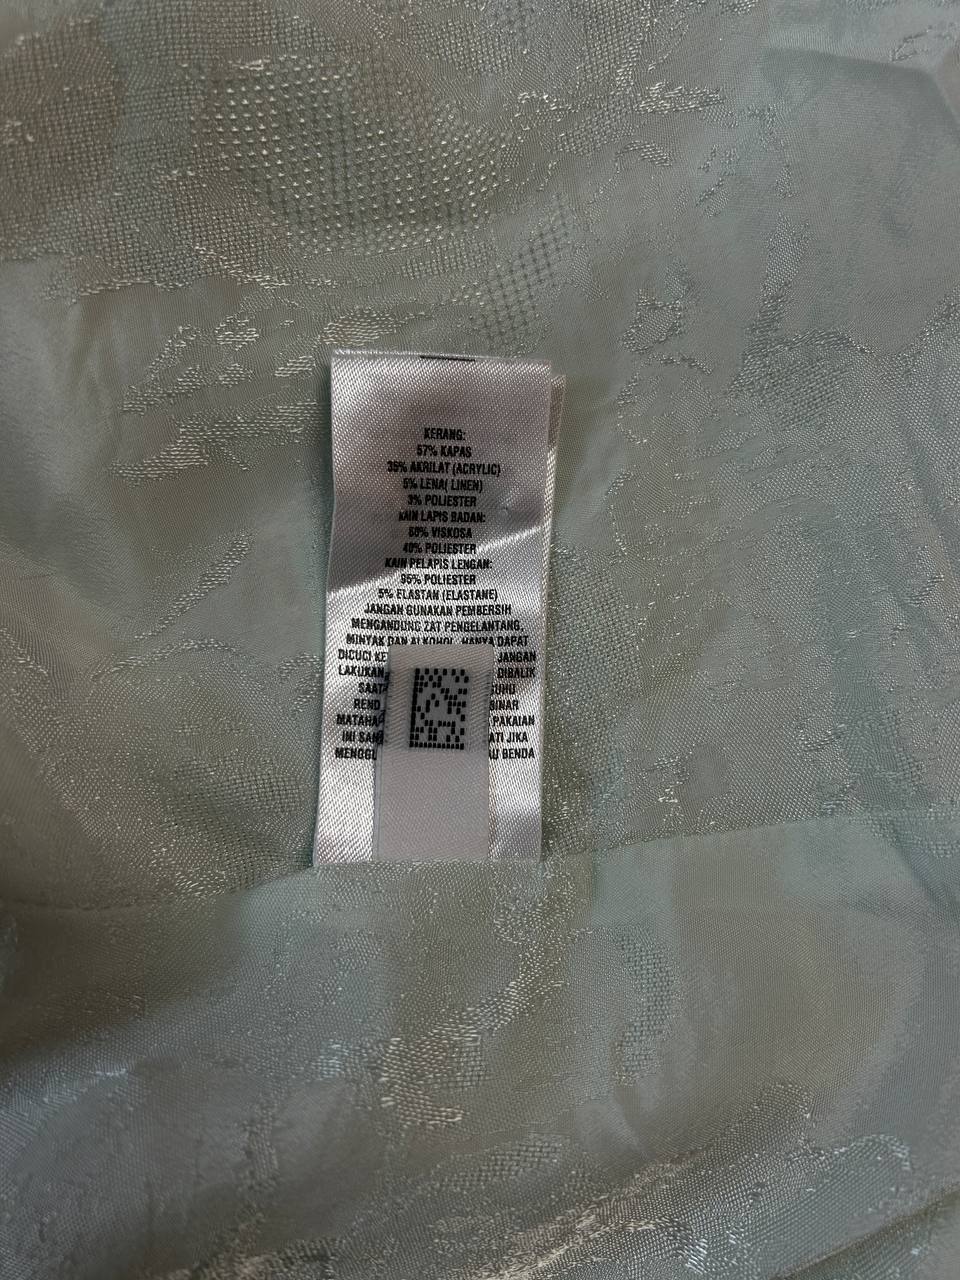 KERANG:
57% KAPAS
35% AKRILAT (ACRYLIC)
5% LENA( LINEN)
3% POLIESTER
KAIN LAPIS BADAN:
60% VISKOSA
40% POLIESTER
KAIN PELAPIS LENGAN:
95% POLIESTER
5% ELASTAN (ELASTANE)
JANGAN GUNAKAN PEMBERSIH
MENGANDUNG ZAT PENGELANTANG,
MINYAK DAN ALKOHOL. HANYA DAPAT
DICUCI KE JANGAN
LAKUKAN DIBALIK
SAAT SUHU
REND SINAR
MATAHA PAKAIAN
INI SAN ATI JIKA
MENGGU AU BENDA